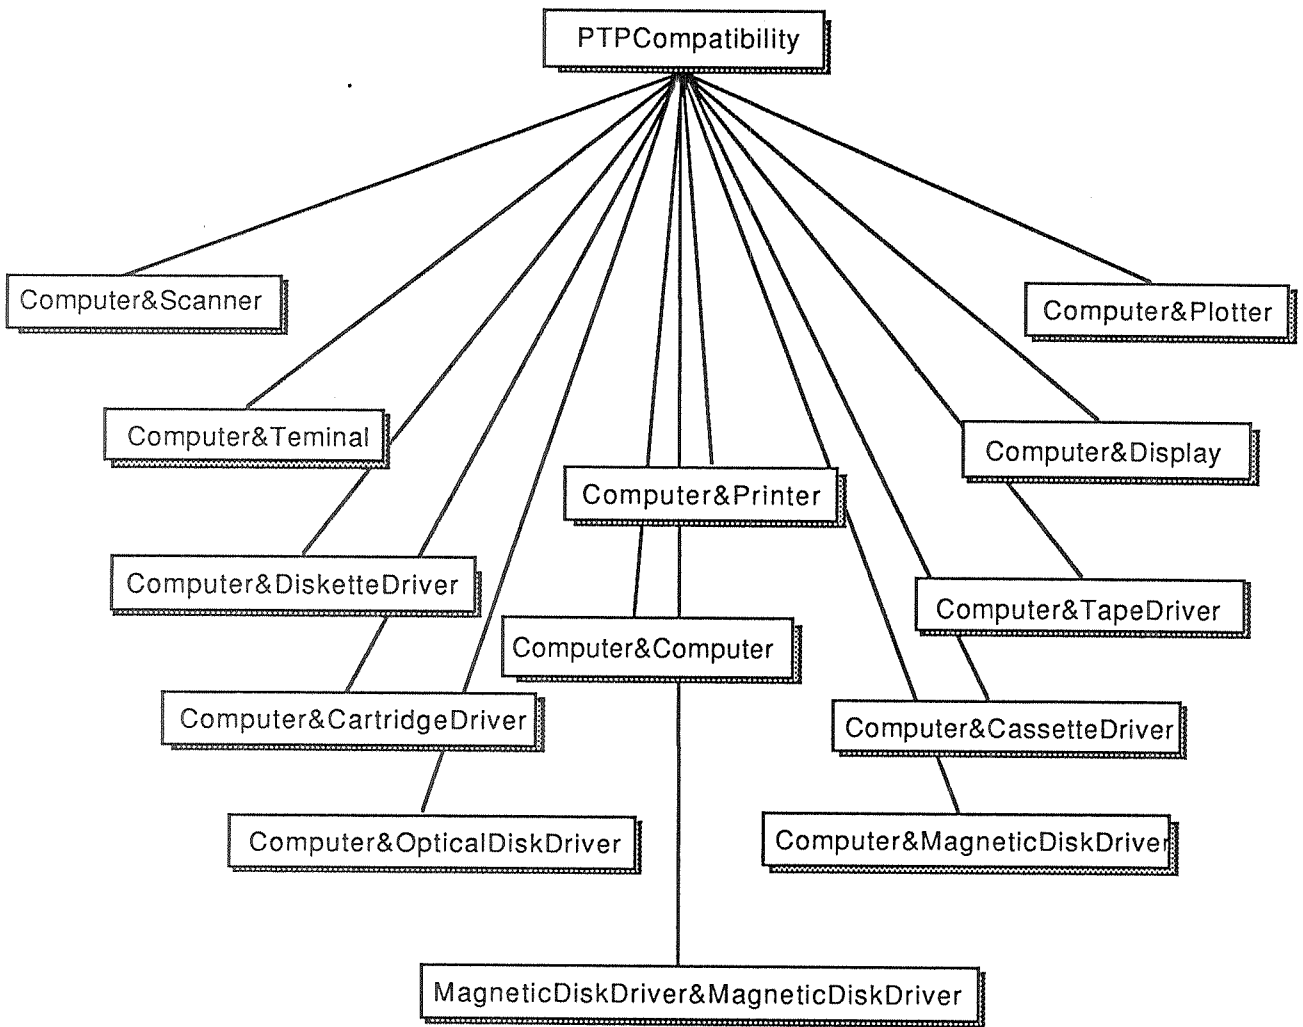 PTPCompatibility
Computer&Scanner
Computer&Plotter
Computer&Teminal
Computer&Display
Computer&Printer
Computer&DisketteDriver
Computer&TapeDriver
Computer&Computer
Computer&CartridgeDriver
Computer&CassetteDriver
Computer&OpticalDiskDriver
Computer&MagneticDiskDriver
MagneticDiskDriver&MagneticDiskDriver